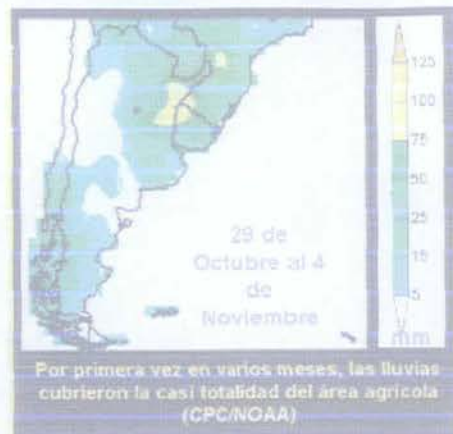 29 de
Octubre al 4
de
Noviembre
125
100
75
50
25
15
5
mm
Por primera vez en varios meses, las lluvias
cubrieron la casi totalidad del área agrícola
(CPC/NOAA)